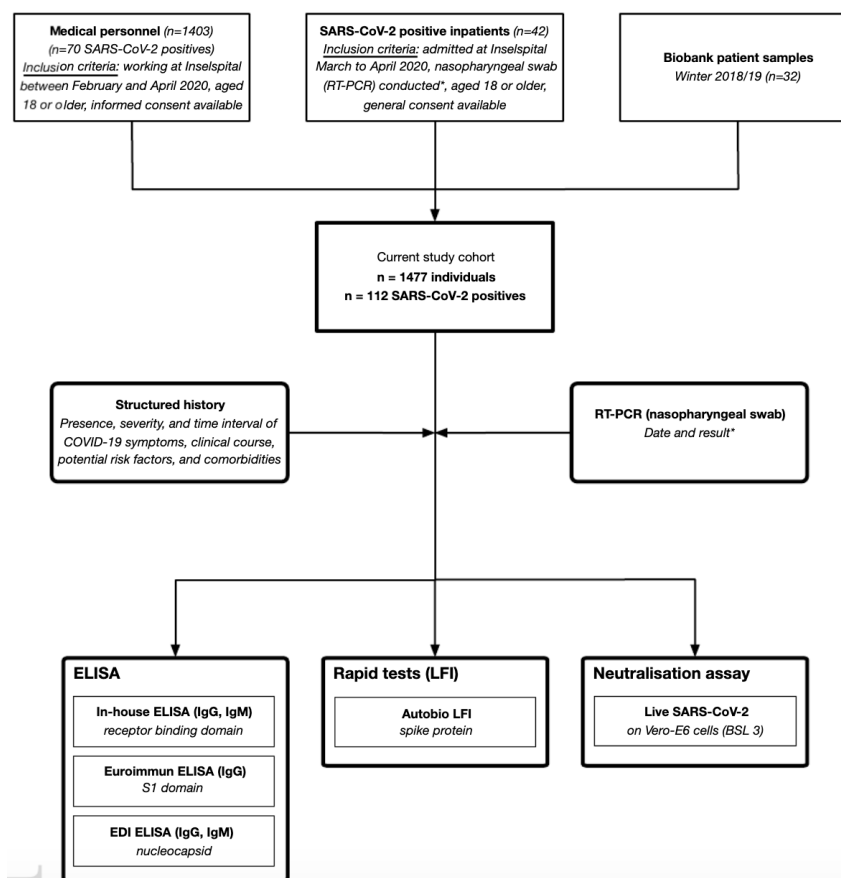 Medical personnel (n=1403)
(n=70 SARS-CoV-2 positives)
Inclusion criteria: working at Inselspital
between February and April 2020, aged
18 or older, informed consent available
SARS-CoV-2 positive inpatients (n=42)
Inclusion criteria: admitted at Inselspital
March to April 2020, nasopharyngeal swab
(RT-PCR) conducted*, aged 18 or older,
general consent available
Biobank patient samples
Winter 2018/19 (n=32)
Current study cohort
n = 1477 individuals
n = 112 SARS-CoV-2 positives
Structured history
Presence, severity, and time interval of
COVID-19 symptoms, clinical course,
potential risk factors, and comorbidities
RT-PCR (nasopharyngeal swab)
Date and result*
ELISA
In-house ELISA (IgG, IgM)
receptor binding domain
Euroimmun ELISA (IgG)
S1 domain
EDI ELISA (IgG, IgM)
nucleocapsid
Rapid tests (LFI)
Autobio LFI
spike protein
Neutralisation assay
Live SARS-CoV-2
on Vero-E6 cells (BSL 3)